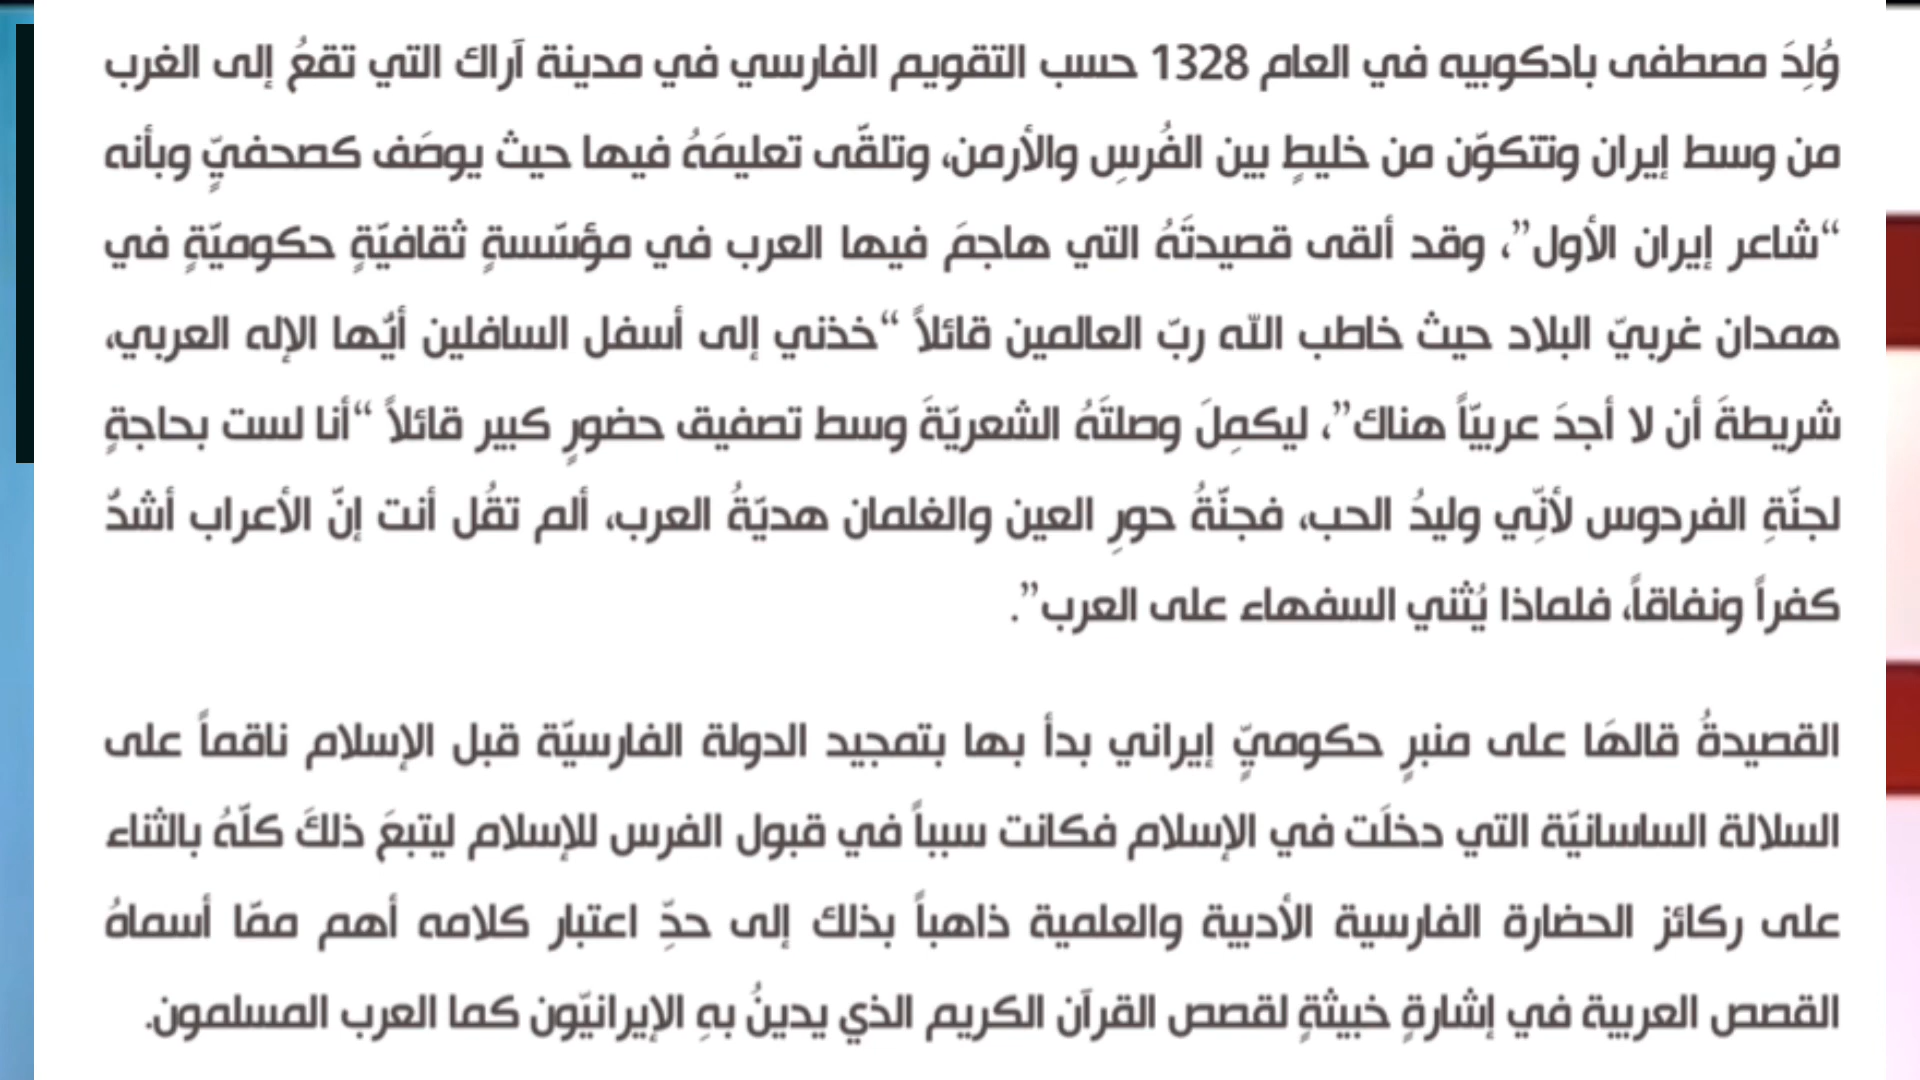 وُلِدَ مصطفى بادكوبيه في العام 1328 حسب التقويم الفارسي في مدينة آراك التي تقعُ إلى الغرب
من وسط إيران وتتكوّن من خليطٍ بين الفُرسِ والأرمن، وتلقّى تعليمَهُ فيها حيث يوصَف كصحفيٍّ وبأنه
“شاعر إيران الأول”، وقد ألقى قصيدتَهُ التي هاجمَ فيها العرب في مؤسّسةٍ ثقافيّةٍ حكوميّةٍ في
همدان غربيّ البلاد حيث خاطب الله ربّ العالمين قائلاً “خذني إلى أسفل السافلين أيُّها الإله العربي،
شريطةَ أن لا أجدَ عربيّاً هناك”، ليكمِلَ وصلتَهُ الشعريّةَ وسط تصفيق حضورٍ كبير قائلاً “أنا لست بحاجةٍ
لجنّةِ الفردوس لأنّي وليدُ الحب، فجنّةُ حورِ العين والغلمان هديّةُ العرب، ألم تقُل أنت إنّ الأعراب أشدُّ
كفراً ونفاقاً، فلماذا يُثني السفهاء على العرب”.
القصيدةُ قالهَا على منبرٍ حكوميٍّ إيراني بدأ بها بتمجيد الدولة الفارسيّة قبل الإسلام ناقماً على
السلالة الساسانيّة التي دخلَت في الإسلام فكانت سبباً في قبول الفرس للإسلام ليتبعَ ذلكَ كلّهُ بالثناء
على ركائز الحضارة الفارسية الأدبية والعلمية ذاهباً بذلك إلى حدِّ اعتبار كلامه أهم ممّا أسماهُ
القصص العربية في إشارةٍ خبيثةٍ لقصص القرآن الكريم الذي يدينُ بهِ الإيرانيّون كما العرب المسلمون.